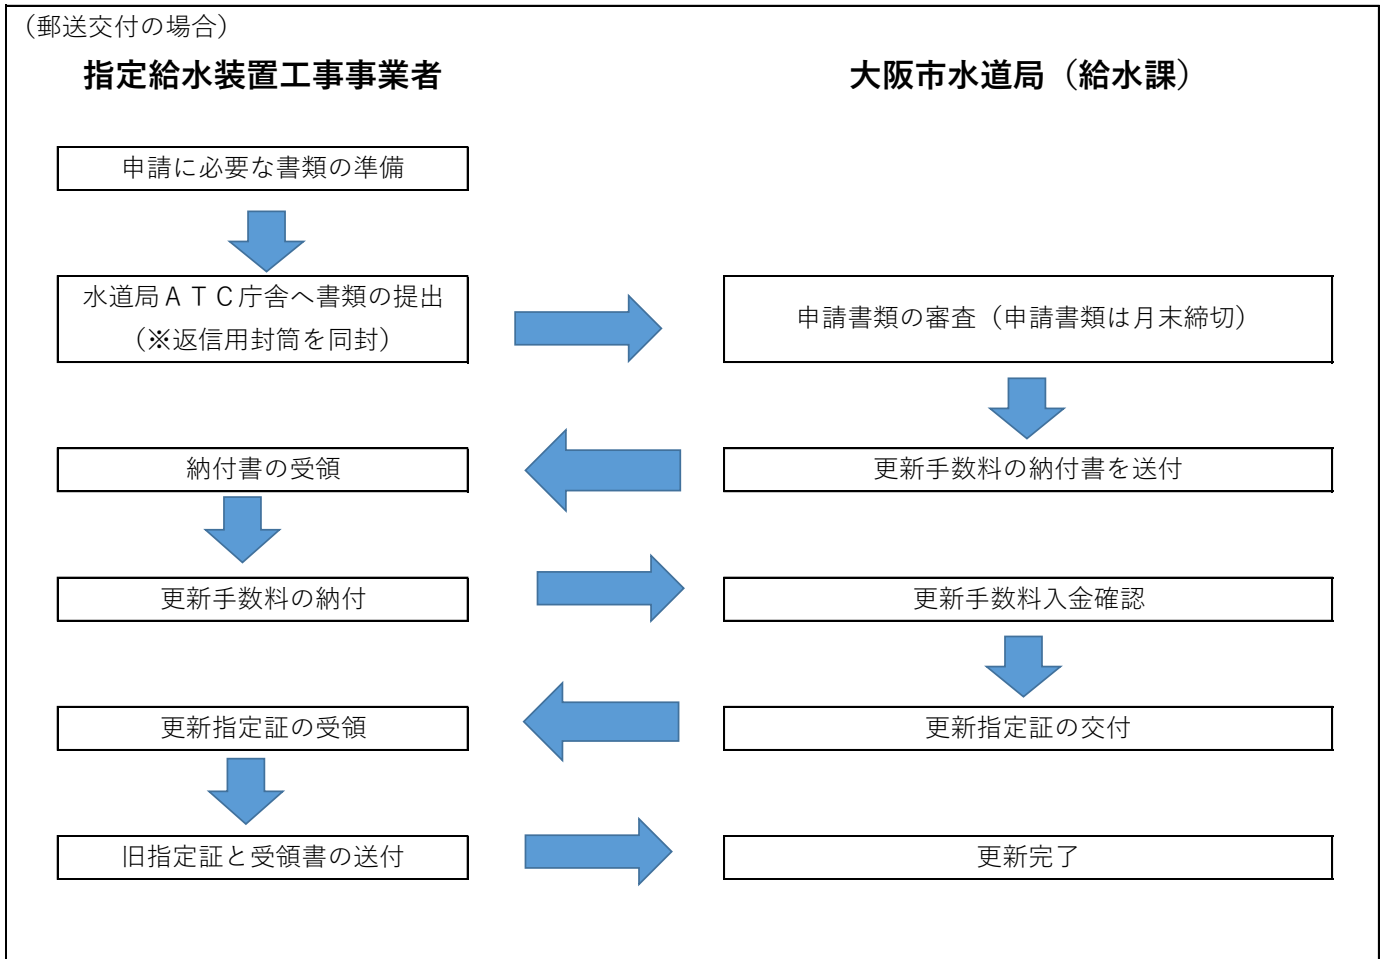 （郵送交付の場合）
指定給水装置工事事業者
大阪市水道局（給水課）
申請に必要な書類の準備
水道局ＡＴＣ庁舎へ書類の提出
（※返信用封筒を同封）
申請書類の審査（申請書類は月末締切）
納付書の受領
更新手数料の納付書を送付
更新手数料の納付
更新手数料入金確認
更新指定証の受領
更新指定証の交付
旧指定証と受領書の送付
更新完了